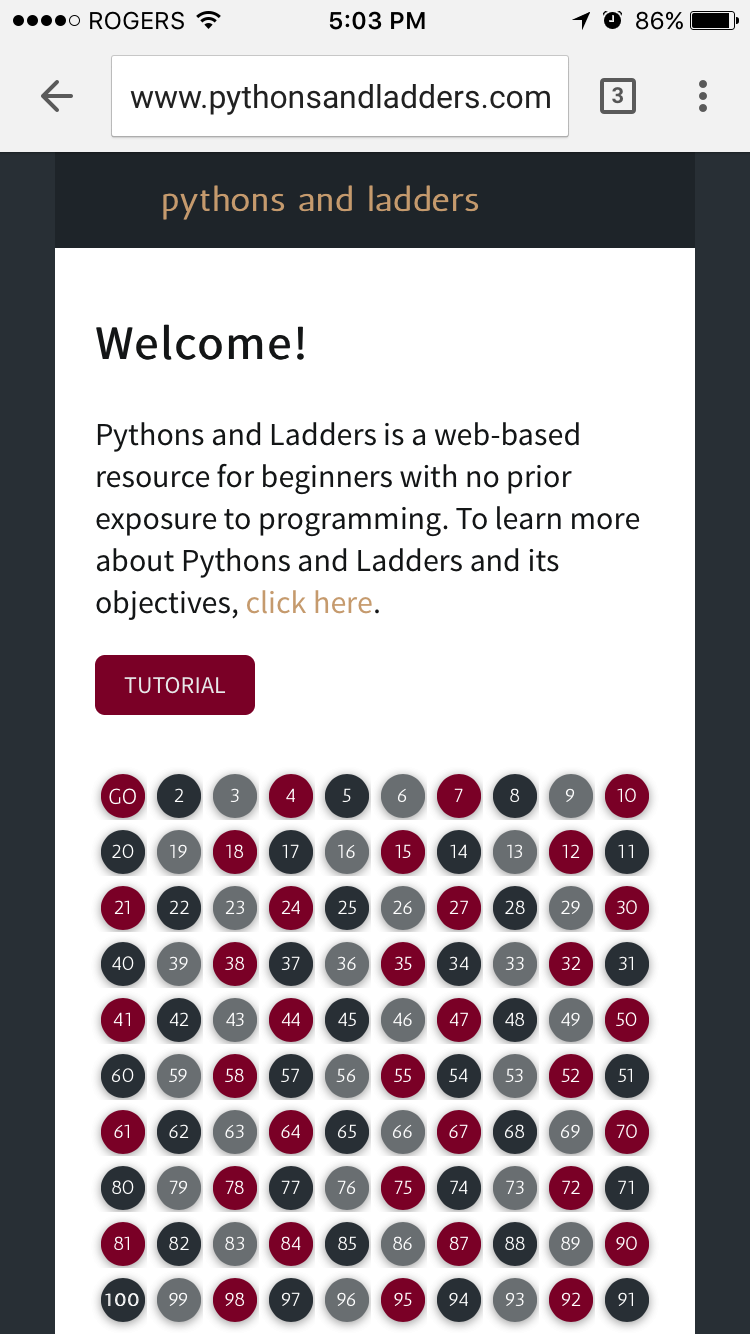 ROGERS 5:03 PM 86%
www.pythonsandladders.com 3
pythons and ladders
Welcome!
Pythons and Ladders is a web-based
resource for beginners with no prior
exposure to programming. To learn more
about Pythons and Ladders and its
objectives, click here.
TUTORIAL
GO 2 3 4 5 6 7 8 9 10
20 19 18 17 16 15 14 13 12 11
21 22 23 24 25 26 27 28 29 30
40 39 38 37 36 35 34 33 32 31
41 42 43 44 45 46 47 48 49 50
60 59 58 57 56 55 54 53 52 51
61 62 63 64 65 66 67 68 69 70
80 79 78 77 76 75 74 73 72 71
81 82 83 84 85 86 87 88 89 90
100 99 98 97 96 95 94 93 92 91